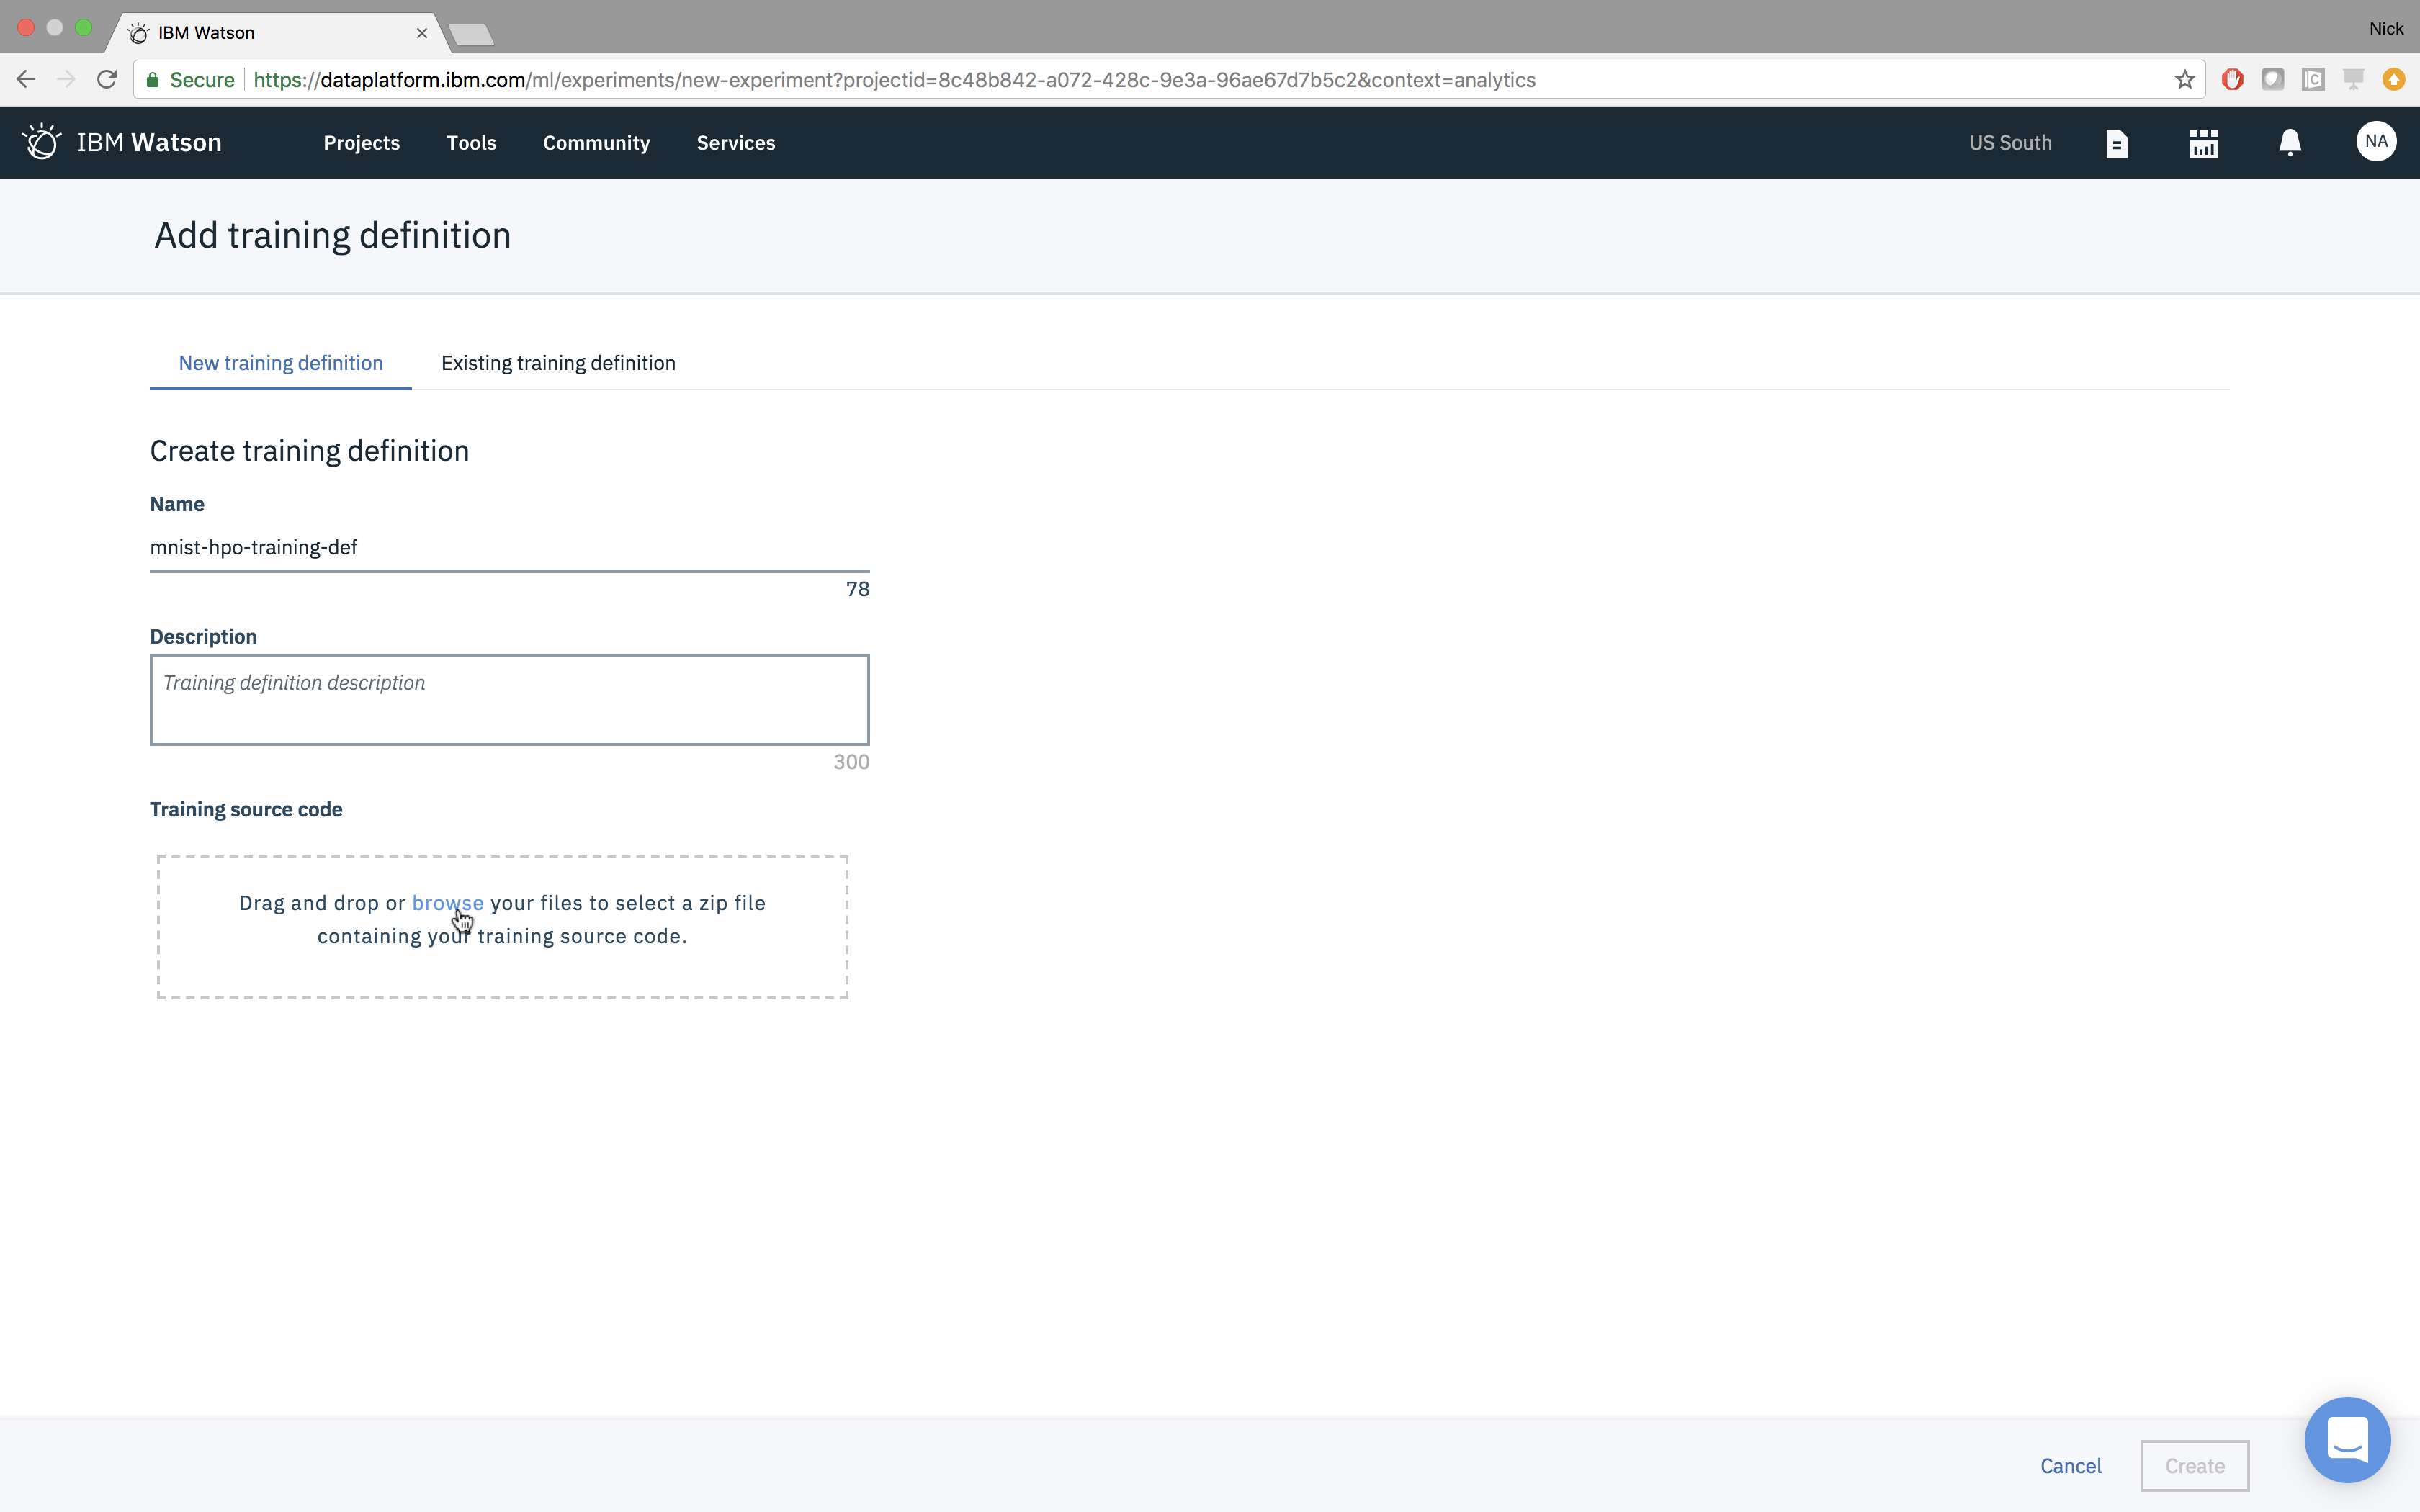 IBM Watson
Nick
Secure https://dataplatform.ibm.com/ml/experiments/new-experiment?projectid=8c48b842-a072-428c-9e3a-96ae67d7b5c2&context=analytics
IBM Watson Projects Tools Community Services US South NA
Add training definition
New training definition Existing training definition
Create training definition
Name
mnist-hpo-training-def
78
Description
Training definition description
300
Training source code
Drag and drop or browse your files to select a zip file
containing your training source code.
Cancel Create